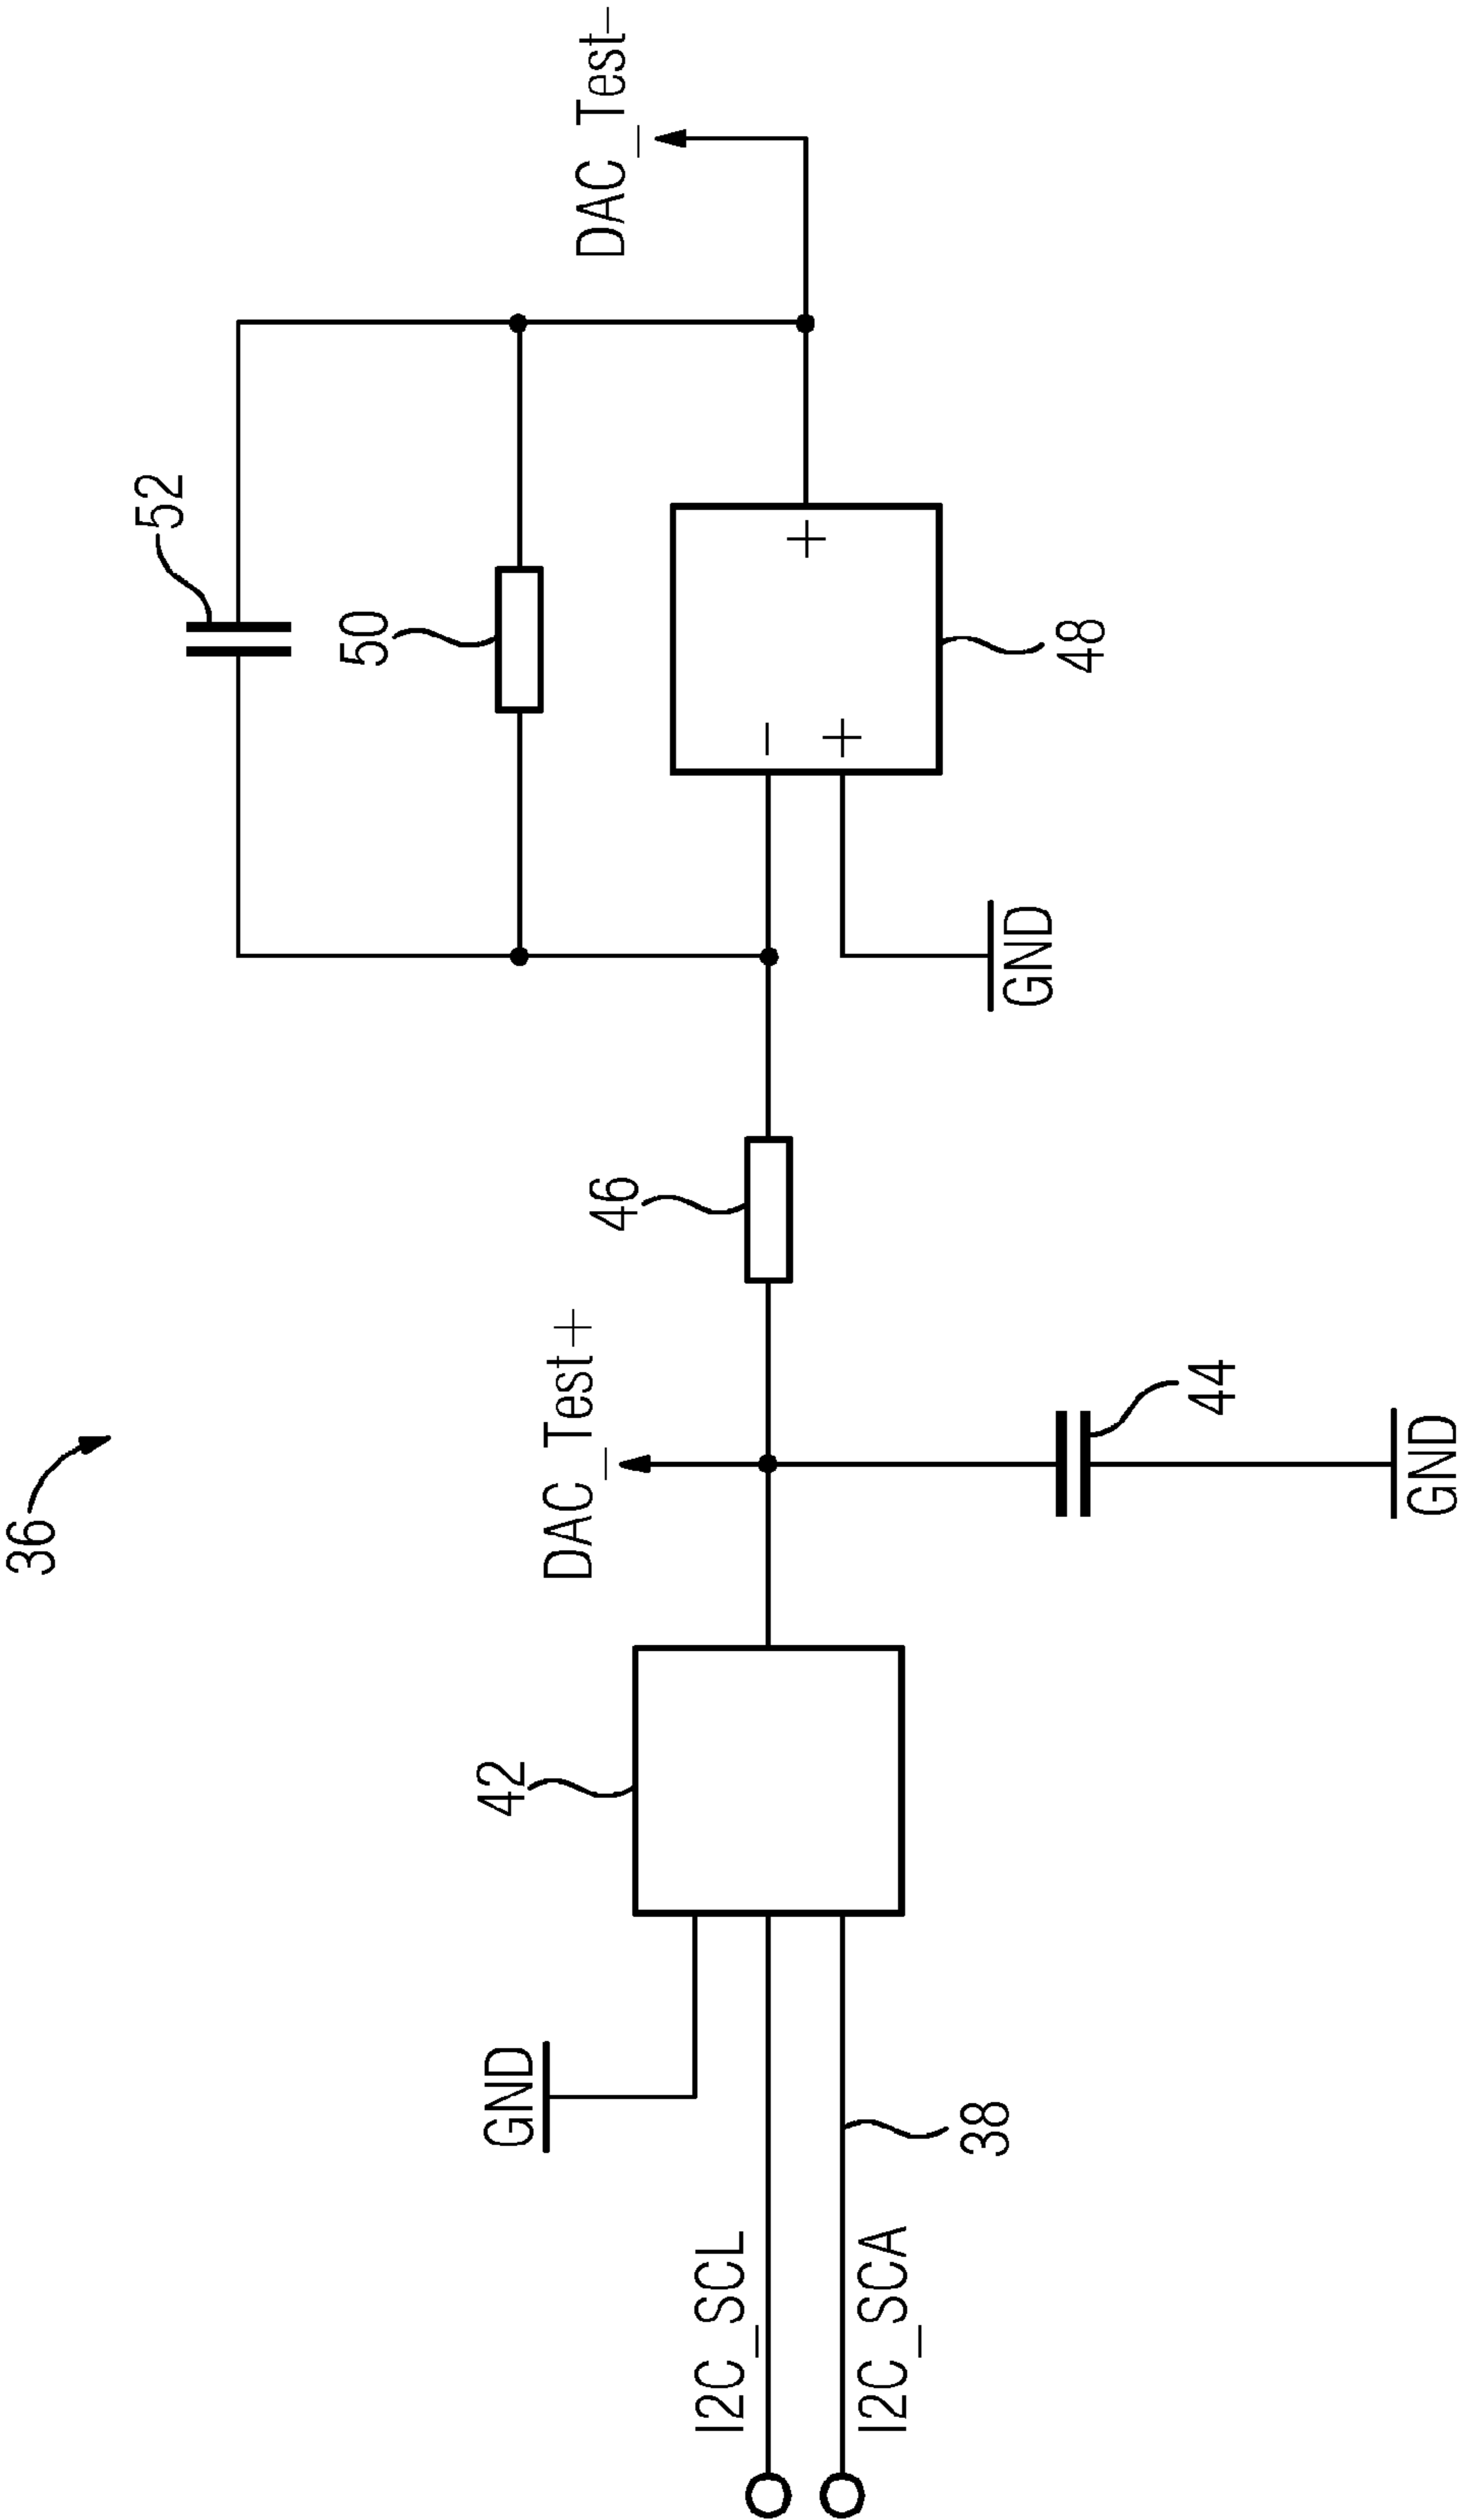 36
52
50
DAC_Test-
46
DAC_Test+
42
GND
- +
+
48
GND
44
GND
I2C_SCL
I2C_SCA
38